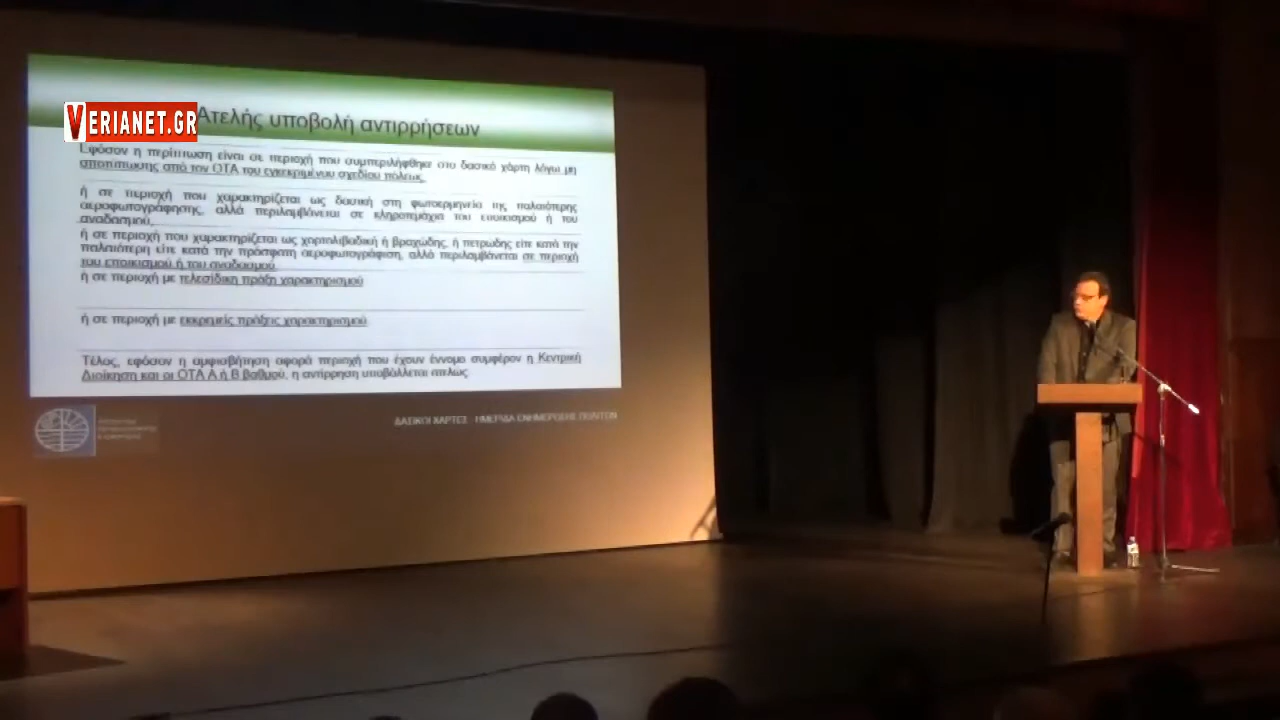 VERIANET.GR
Ατελής υποβολή αντιρρήσεων
Εφόσον η περίπτωση είναι σε περιοχή που συμπεριλήφθηκε στο δασικό χάρτη λόγω μη
αποτύπωσης από τον ΟΤΑ του εγκεκριμένου σχεδίου πόλεως,
ή σε περιοχή που χαρακτηρίζεται ως δασική στη φωτοερμηνεία της παλαιότερης
αεροφωτογράφησης, αλλά περιλαμβάνεται σε κληροτεμάχια του εποικισμού ή του
αναδασμού,
ή σε περιοχή που χαρακτηρίζεται ως χορτολιβαδική ή βραχώδης, ή πετρώδης είτε κατά την
παλαιότερη είτε κατά την πρόσφατη αεροφωτογράφιση, αλλά περιλαμβάνεται σε περιοχή
του εποικισμού ή του αναδασμού
ή σε περιοχή με τελεσίδικη πράξη χαρακτηρισμού
ή σε περιοχή με εκκρεμείς πράξεις χαρακτηρισμού
Τέλος, εφόσον η αμφισβήτηση αφορά περιοχή που έχουν έννομο συμφέρον η Κεντρική
Διοίκηση και οι ΟΤΑ Α ή Β βαθμού, η αντίρρηση υποβάλλεται ατελώς.
ΔΑΣΙΚΟΙ ΧΑΡΤΕΣ - ΗΜΕΡΙΔΑ ΕΝΗΜΕΡΩΣΗΣ ΠΟΛΙΤΩΝ